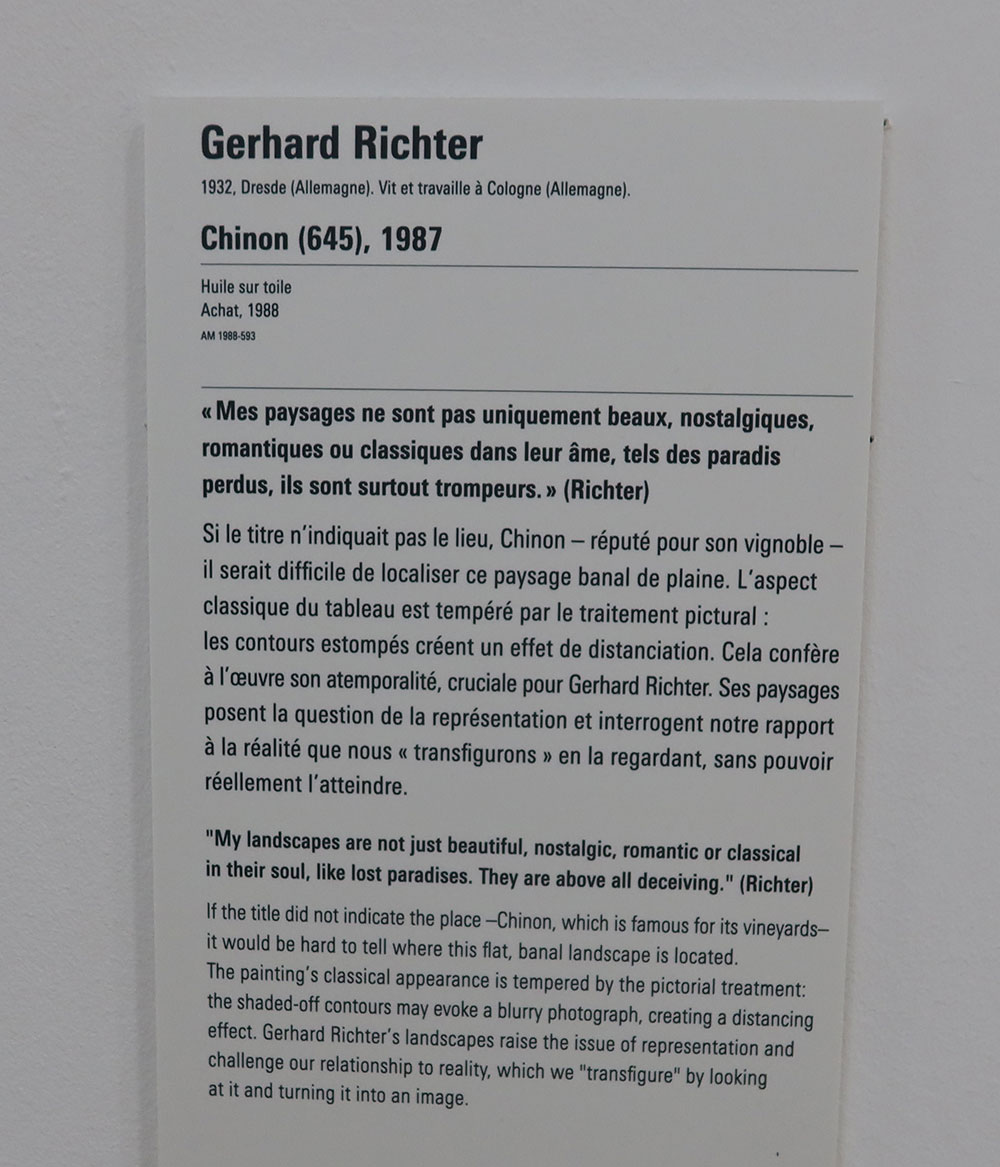 Gerhard Richter
1932, Dresde (Allemagne). Vit et travaille à Cologne (Allemagne).
Chinon (645), 1987
Huile sur toile
Achat, 1988
AM 1988-593
« Mes paysages ne sont pas uniquement beaux, nostalgiques,
romantiques ou classiques dans leur âme, tels des paradis
perdus, ils sont surtout trompeurs. » (Richter)
Si le titre n'indiquait pas le lieu, Chinon – réputé pour son vignoble –
il serait difficile de localiser ce paysage banal de plaine. L'aspect
classique du tableau est tempéré par le traitement pictural :
les contours estompés créent un effet de distanciation. Cela confère
à l'œuvre son atemporalité, cruciale pour Gerhard Richter. Ses paysages
posent la question de la représentation et interrogent notre rapport
à la réalité que nous « transfigurons » en la regardant, sans pouvoir
réellement l'atteindre.
"My landscapes are not just beautiful, nostalgic, romantic or classical
in their soul, like lost paradises. They are above all deceiving." (Richter)
If the title did not indicate the place –Chinon, which is famous for its vineyards–
it would be hard to tell where this flat, banal landscape is located.
The painting's classical appearance is tempered by the pictorial treatment:
the shaded-off contours may evoke a blurry photograph, creating a distancing
effect. Gerhard Richter's landscapes raise the issue of representation and
challenge our relationship to reality, which we "transfigure" by looking
at it and turning it into an image.